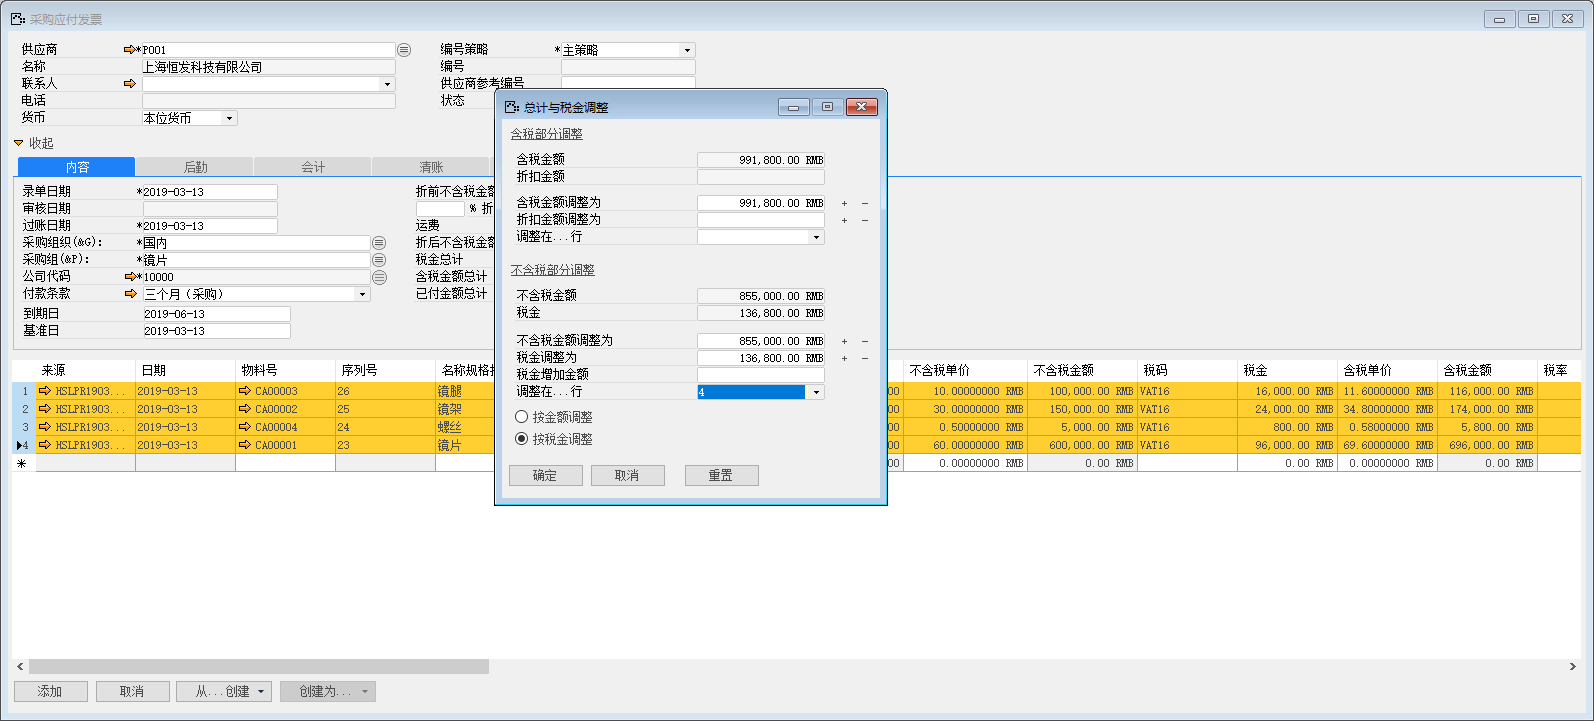 采购应付发票
供应商 *P001 编号策略 *主策略
名称 上海恒发科技有限公司 编号
联系人 供应商参考编号
电话 状态
货币 本位货币
收起
内容 后勤 会计 清账
录单日期 *2019-03-13 折前不含税金额
审核日期 % 折
过账日期 *2019-03-13 运费
采购组织(&G): *国内 折后不含税金额
采购组(&P): *镜片 税金总计
公司代码 *10000 含税金额总计
付款条款 三个月（采购） 已付金额总计
到期日 2019-06-13
基准日 2019-03-13
总计与税金调整
含税部分调整
含税金额 991,800.00 RMB
折扣金额
含税金额调整为 991,800.00 RMB + -
折扣金额调整为 + -
调整在...行
不含税部分调整
不含税金额 855,000.00 RMB
税金 136,800.00 RMB
不含税金额调整为 855,000.00 RMB + -
税金调整为 136,800.00 RMB + -
税金增加金额
调整在...行 4
按金额调整
按税金调整
确定 取消 重置
来源 日期 物料号 序列号 名称规格 不含税单价 不含税金额 税码 税金 含税单价 含税金额 税率
1 HSLPR1903... 2019-03-13 CA00003 26 镜腿 00 10.00000000 RMB 100,000.00 RMB VAT16 16,000.00 RMB 11.60000000 RMB 116,000.00 RMB
2 HSLPR1903... 2019-03-13 CA00002 25 镜架 00 30.00000000 RMB 150,000.00 RMB VAT16 24,000.00 RMB 34.80000000 RMB 174,000.00 RMB
3 HSLPR1903... 2019-03-13 CA00004 24 螺丝 00 0.50000000 RMB 5,000.00 RMB VAT16 800.00 RMB 0.58000000 RMB 5,800.00 RMB
4 HSLPR1903... 2019-03-13 CA00001 23 镜片 00 60.00000000 RMB 600,000.00 RMB VAT16 96,000.00 RMB 69.60000000 RMB 696,000.00 RMB
* 00 0.00000000 RMB 0.00 RMB 0.00 RMB 0.00000000 RMB 0.00 RMB
添加 取消 从...创建 创建为...